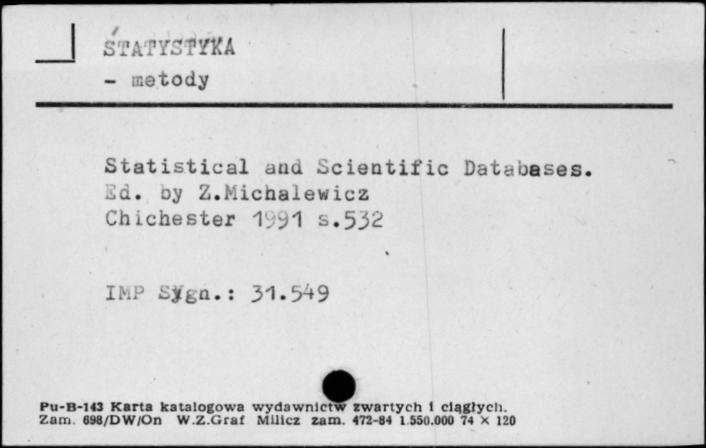 STATYSTYKA
- metody
Statistical and Scientific Databases.
Ed. by Z.Michalewicz
Chichester 1991 s.532
IMP Sygn.: 31.549
Pu-B-143 Karta katalogowa wydawnictw zwartych i ciągłych.
Zam. 698/DW/On W.Z.Graf Milicz zam. 472-84 1.550.000 74 × 120